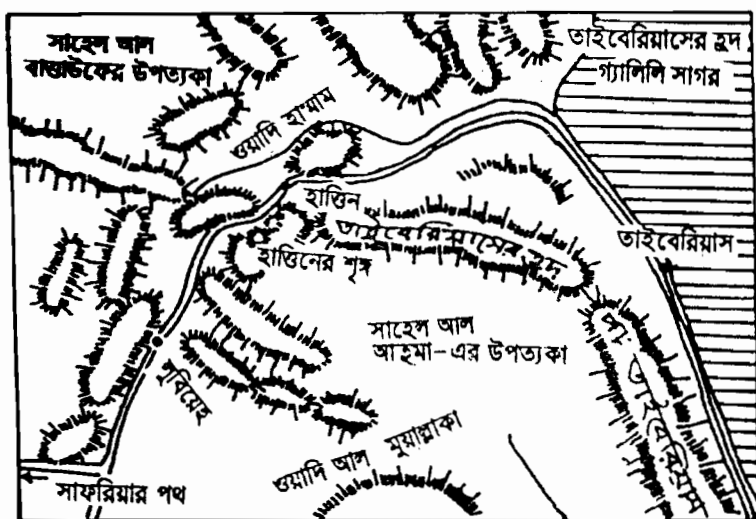 সাহেল আল
বাত্তাউফের উপত্যকা
তাইবেরিয়াসের হ্রদ
গ্যালিলি সাগর
ওয়াদি হাম্মাম
হাত্তিন
তাইবেরিয়াসের হ্রদ
হাত্তিনের শৃঙ্গ
তাইবেরিয়াস
সাহেল আল
আহমা-এর উপত্যকা
লুবিয়েহ
তাইবেরিয়াস
ওয়াদি আল মুয়াল্লাকা
সাফরিয়ার পথ